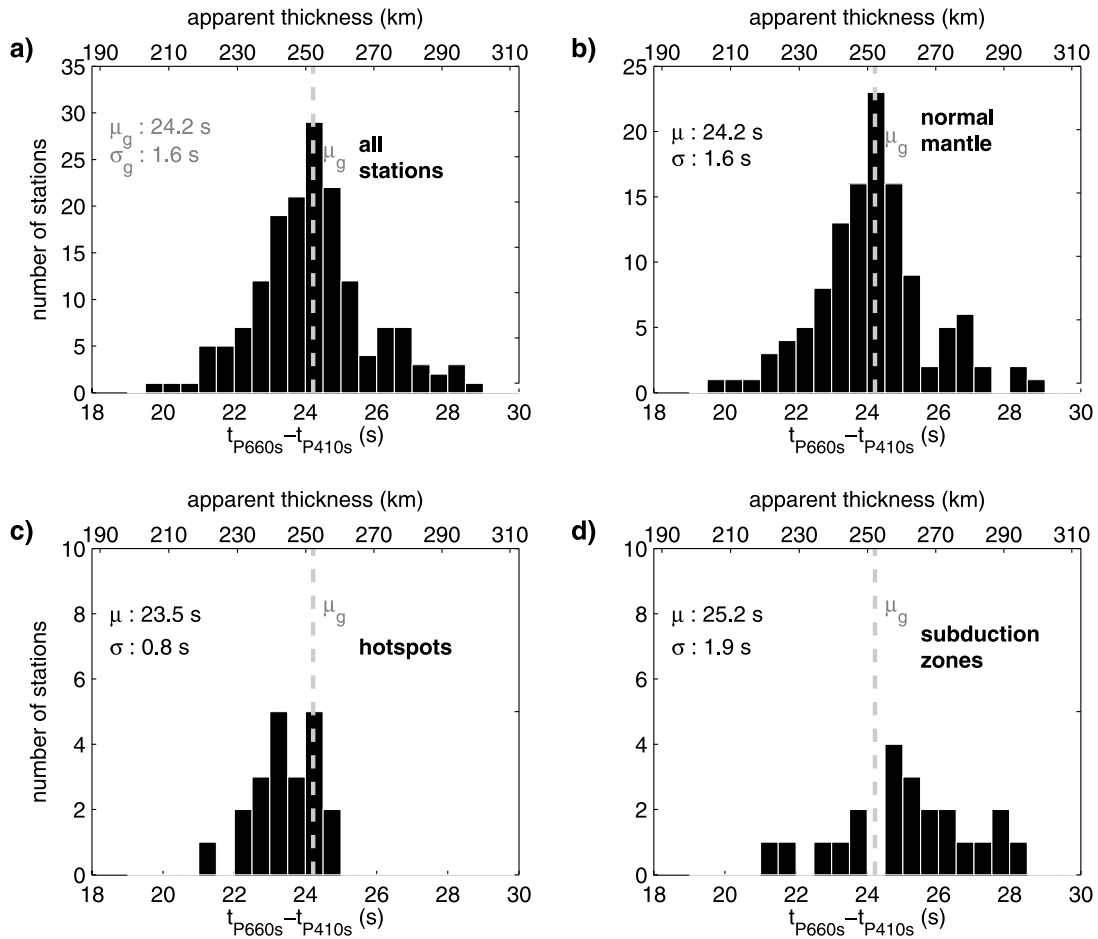 apparent thickness (km)
190 210 230 250 270 290 310
a)
35
30
25
20
15
10
5
0
number of stations
μg : 24.2 s
σg : 1.6 s
μg
all
stations
18 20 22 24 26 28 30
tP660s–tP410s (s)
apparent thickness (km)
190 210 230 250 270 290 310
b)
25
20
15
10
5
0
μ : 24.2 s
σ : 1.6 s
μg
normal
mantle
18 20 22 24 26 28 30
tP660s–tP410s (s)
apparent thickness (km)
190 210 230 250 270 290 310
c)
10
8
6
4
2
0
number of stations
μ : 23.5 s
σ : 0.8 s
μg
hotspots
18 20 22 24 26 28 30
tP660s–tP410s (s)
apparent thickness (km)
190 210 230 250 270 290 310
d)
10
8
6
4
2
0
μ : 25.2 s
σ : 1.9 s
μg
subduction
zones
18 20 22 24 26 28 30
tP660s–tP410s (s)